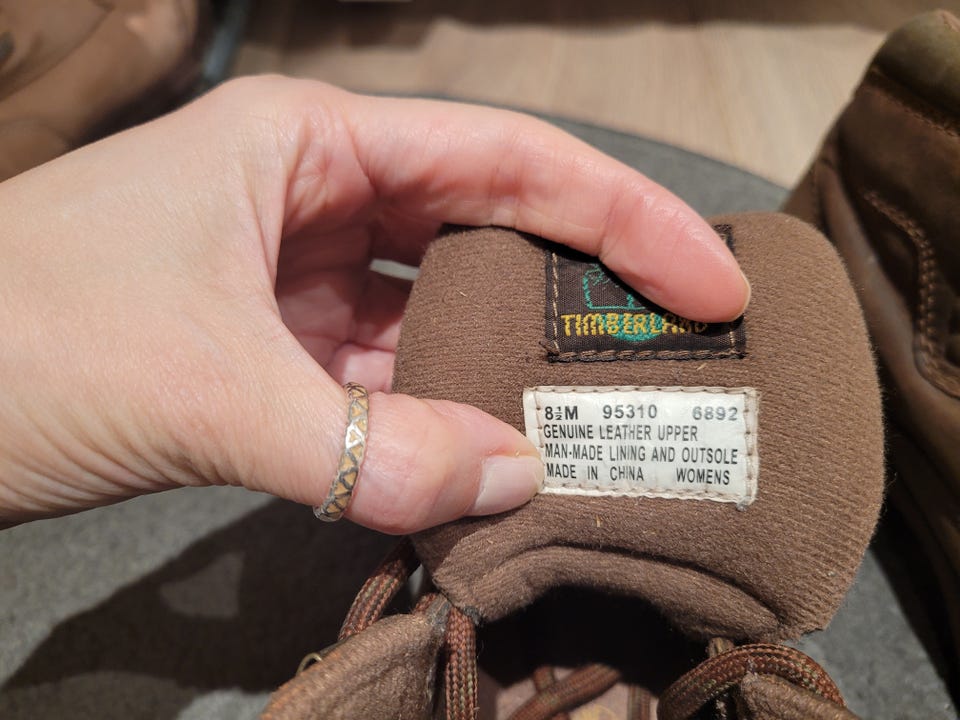 TIMBERLAND
8½M 95310 6892
GENUINE LEATHER UPPER
MAN-MADE LINING AND OUTSOLE
MADE IN CHINA WOMENS